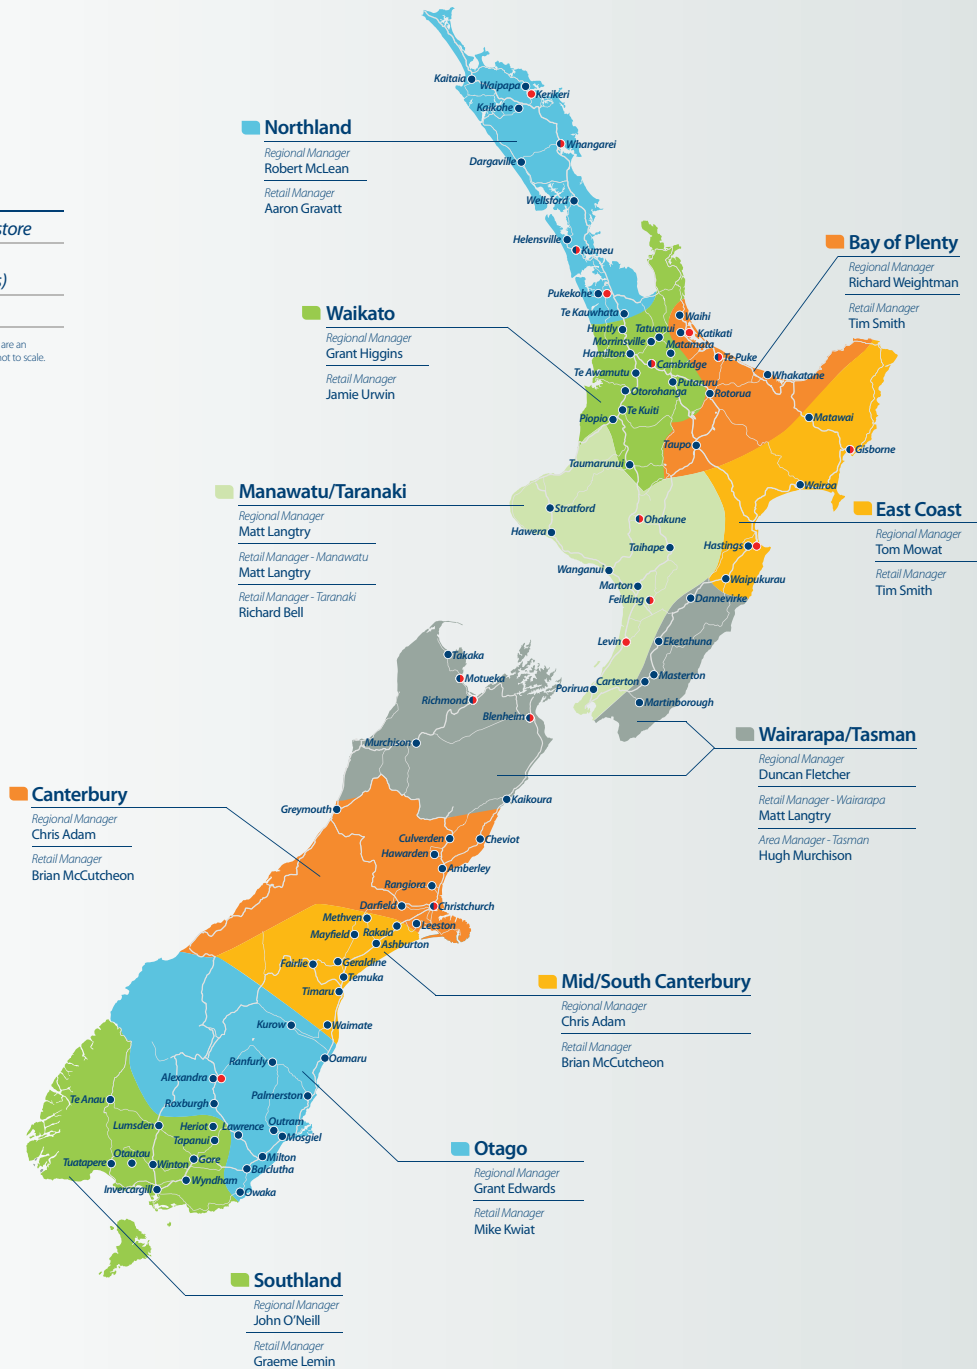 store
s)
are an
not to scale.
Northland
Regional Manager
Robert McLean
Retail Manager
Aaron Gravatt
Kaitaia
Waipapa
Kerikeri
Kaikohe
Whangarei
Dargaville
Wellsford
Helensville
Kumeu
Pukekohe
Bay of Plenty
Regional Manager
Richard Weightman
Retail Manager
Tim Smith
Waikato
Regional Manager
Grant Higgins
Retail Manager
Jamie Urwin
Te Kauwhata
Waihi
Huntly
Tatuanui
Katikati
Morrinsville
Matamata
Hamilton
Cambridge
Te Puke
Te Awamutu
Putaruru
Whakatane
Otorohanga
Rotorua
Te Kuiti
Piopio
Matawai
Taupo
Gisborne
Taumarunui
Wairoa
Manawatu/Taranaki
Regional Manager
Matt Langtry
Retail Manager - Manawatu
Matt Langtry
Retail Manager - Taranaki
Richard Bell
Stratford
Ohakune
Hawera
Taihape
Hastings
Wanganui
Waipukurau
Marton
Feilding
Dannevirke
East Coast
Regional Manager
Tom Mowat
Retail Manager
Tim Smith
Levin
Eketahuna
Masterton
Carterton
Porirua
Martinborough
Takaka
Motueka
Richmond
Blenheim
Murchison
Wairarapa/Tasman
Regional Manager
Duncan Fletcher
Retail Manager - Wairarapa
Matt Langtry
Area Manager - Tasman
Hugh Murchison
Canterbury
Regional Manager
Chris Adam
Retail Manager
Brian McCutcheon
Greymouth
Kaikoura
Culverden
Cheviot
Hawarden
Amberley
Rangiora
Darfield
Christchurch
Methven
Leeston
Mayfield
Rakaia
Ashburton
Fairlie
Geraldine
Temuka
Timaru
Mid/South Canterbury
Regional Manager
Chris Adam
Retail Manager
Brian McCutcheon
Kurow
Waimate
Ranfurly
Oamaru
Alexandra
Te Anau
Roxburgh
Palmerston
Lumsden
Heriot
Lawrence
Outram
Tapanui
Mosgiel
Otautau
Tuatapere
Winton
Gore
Milton
Balclutha
Invercargill
Wyndham
Owaka
Otago
Regional Manager
Grant Edwards
Retail Manager
Mike Kwiat
Southland
Regional Manager
John O'Neill
Retail Manager
Graeme Lemin